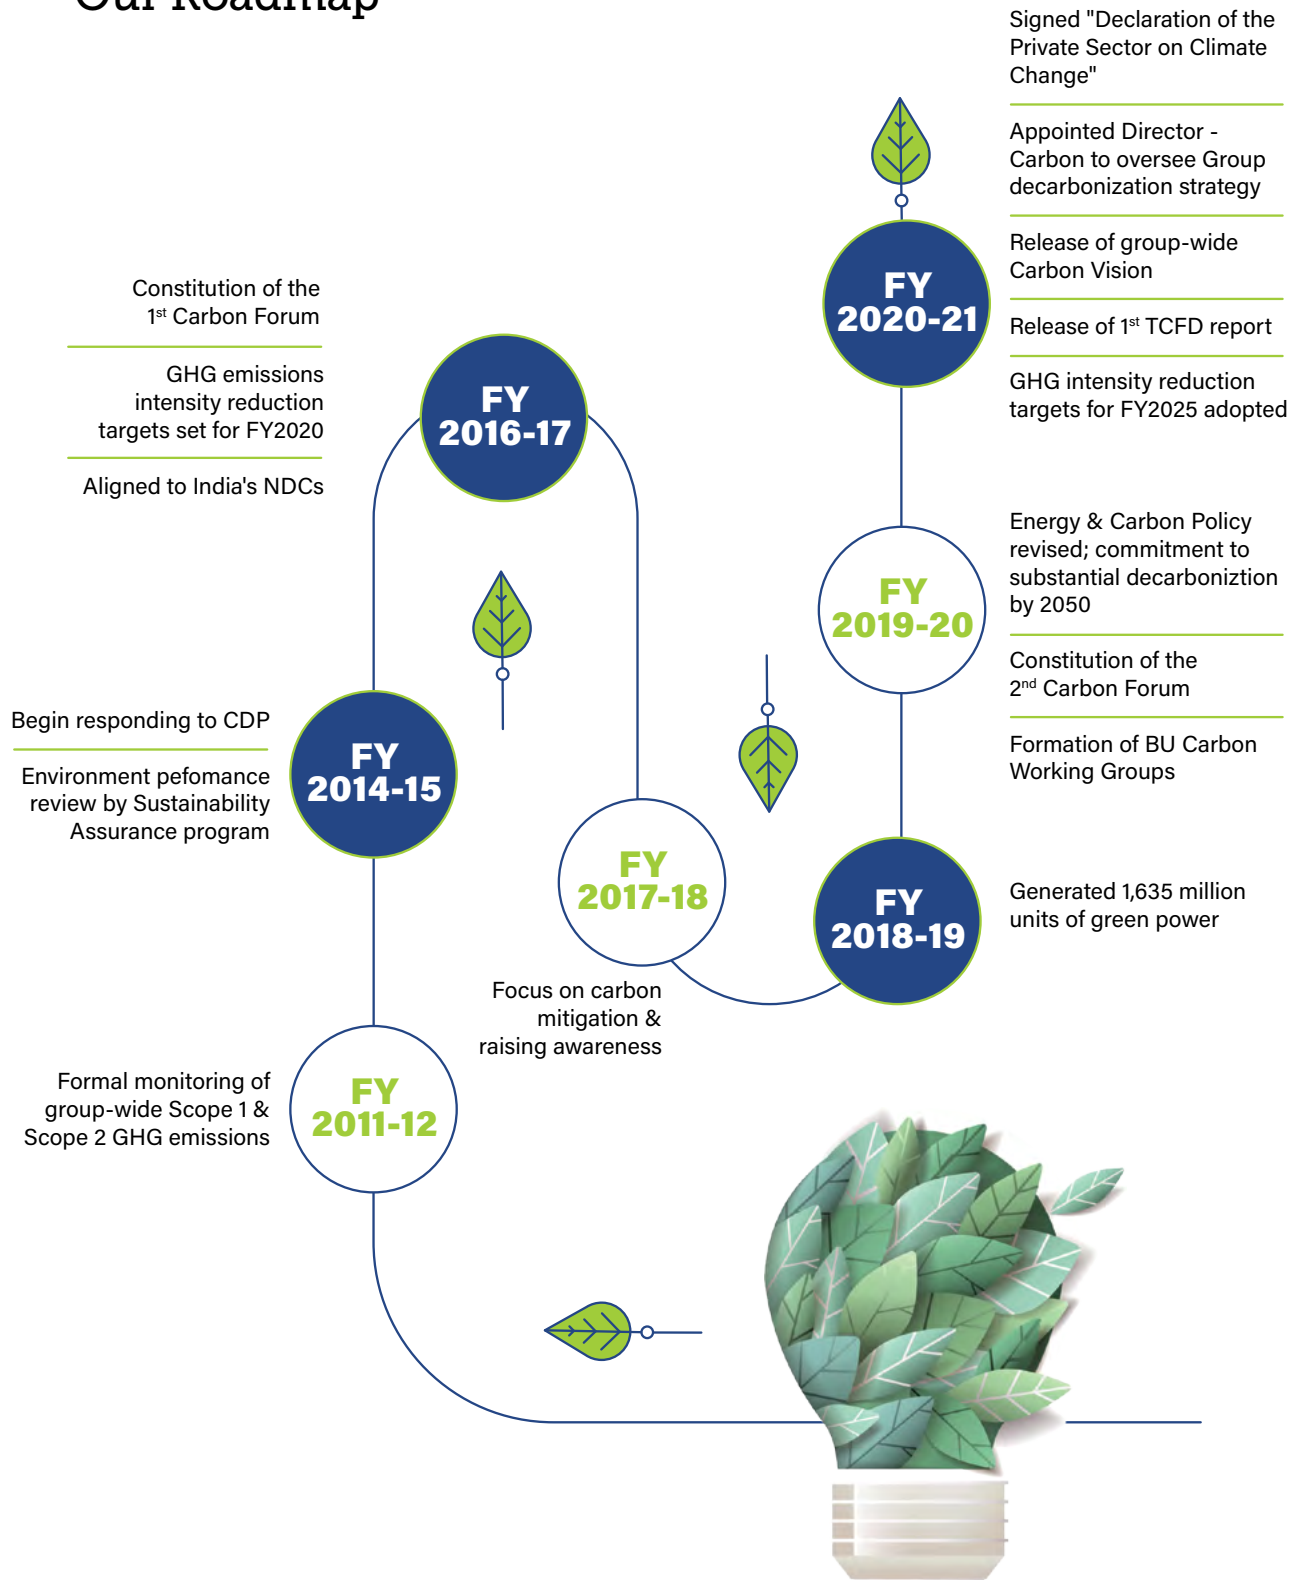 Our Roadmap
Signed "Declaration of the
Private Sector on Climate
Change"
Appointed Director -
Carbon to oversee Group
decarbonization strategy
Release of group-wide
Carbon Vision
Release of 1st TCFD report
GHG intensity reduction
targets for FY2025 adopted
FY
2020-21
Constitution of the
1st Carbon Forum
GHG emissions
intensity reduction
targets set for FY2020
Aligned to India's NDCs
FY
2016-17
Energy & Carbon Policy
revised; commitment to
substantial decarboniztion
by 2050
Constitution of the
2nd Carbon Forum
Formation of BU Carbon
Working Groups
FY
2019-20
Begin responding to CDP
Environment pefomance
review by Sustainability
Assurance program
FY
2014-15
FY
2017-18
Focus on carbon
mitigation &
raising awareness
FY
2018-19
Generated 1,635 million
units of green power
Formal monitoring of
group-wide Scope 1 &
Scope 2 GHG emissions
FY
2011-12